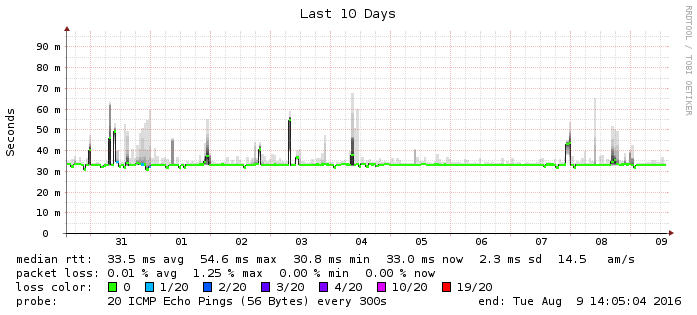 Last 10 Days
RRDTOOL / TOBI OETIKER
Seconds
90 m
80 m
70 m
60 m
50 m
40 m
30 m
20 m
10 m
0
31 01 02 03 04 05 06 07 08 09
median rtt: 33.5 ms avg 54.6 ms max 30.8 ms min 33.0 ms now 2.3 ms sd 14.5 am/s
packet loss: 0.01 % avg 1.25 % max 0.00 % min 0.00 % now
loss color: 0 1/20 2/20 3/20 4/20 10/20 19/20
probe: 20 ICMP Echo Pings (56 Bytes) every 300s end: Tue Aug 9 14:05:04 2016